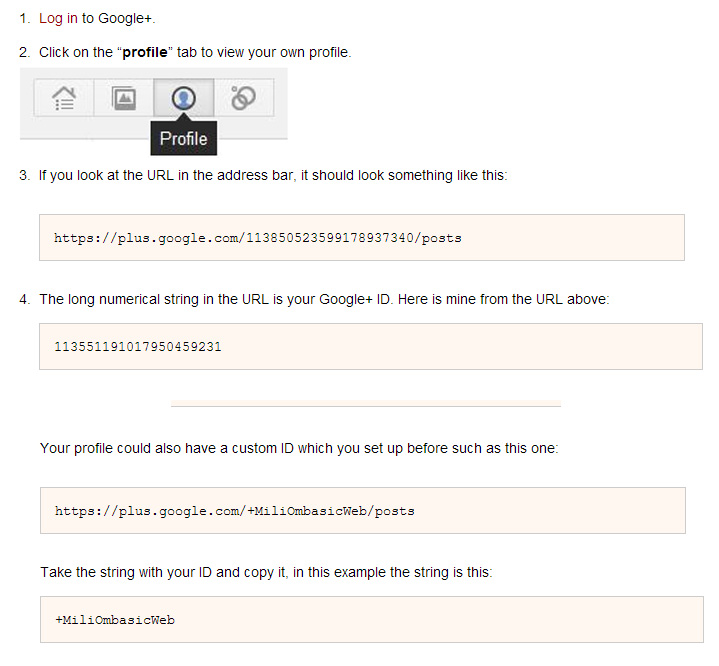 1. Log in to Google+.
2. Click on the “profile” tab to view your own profile.
Profile
3. If you look at the URL in the address bar, it should look something like this:
https://plus.google.com/113850523599178937340/posts
4. The long numerical string in the URL is your Google+ ID. Here is mine from the URL above:
113551191017950459231
Your profile could also have a custom ID which you set up before such as this one:
https://plus.google.com/+MiliOmbasicWeb/posts
Take the string with your ID and copy it, in this example the string is this:
+MiliOmbasicWeb